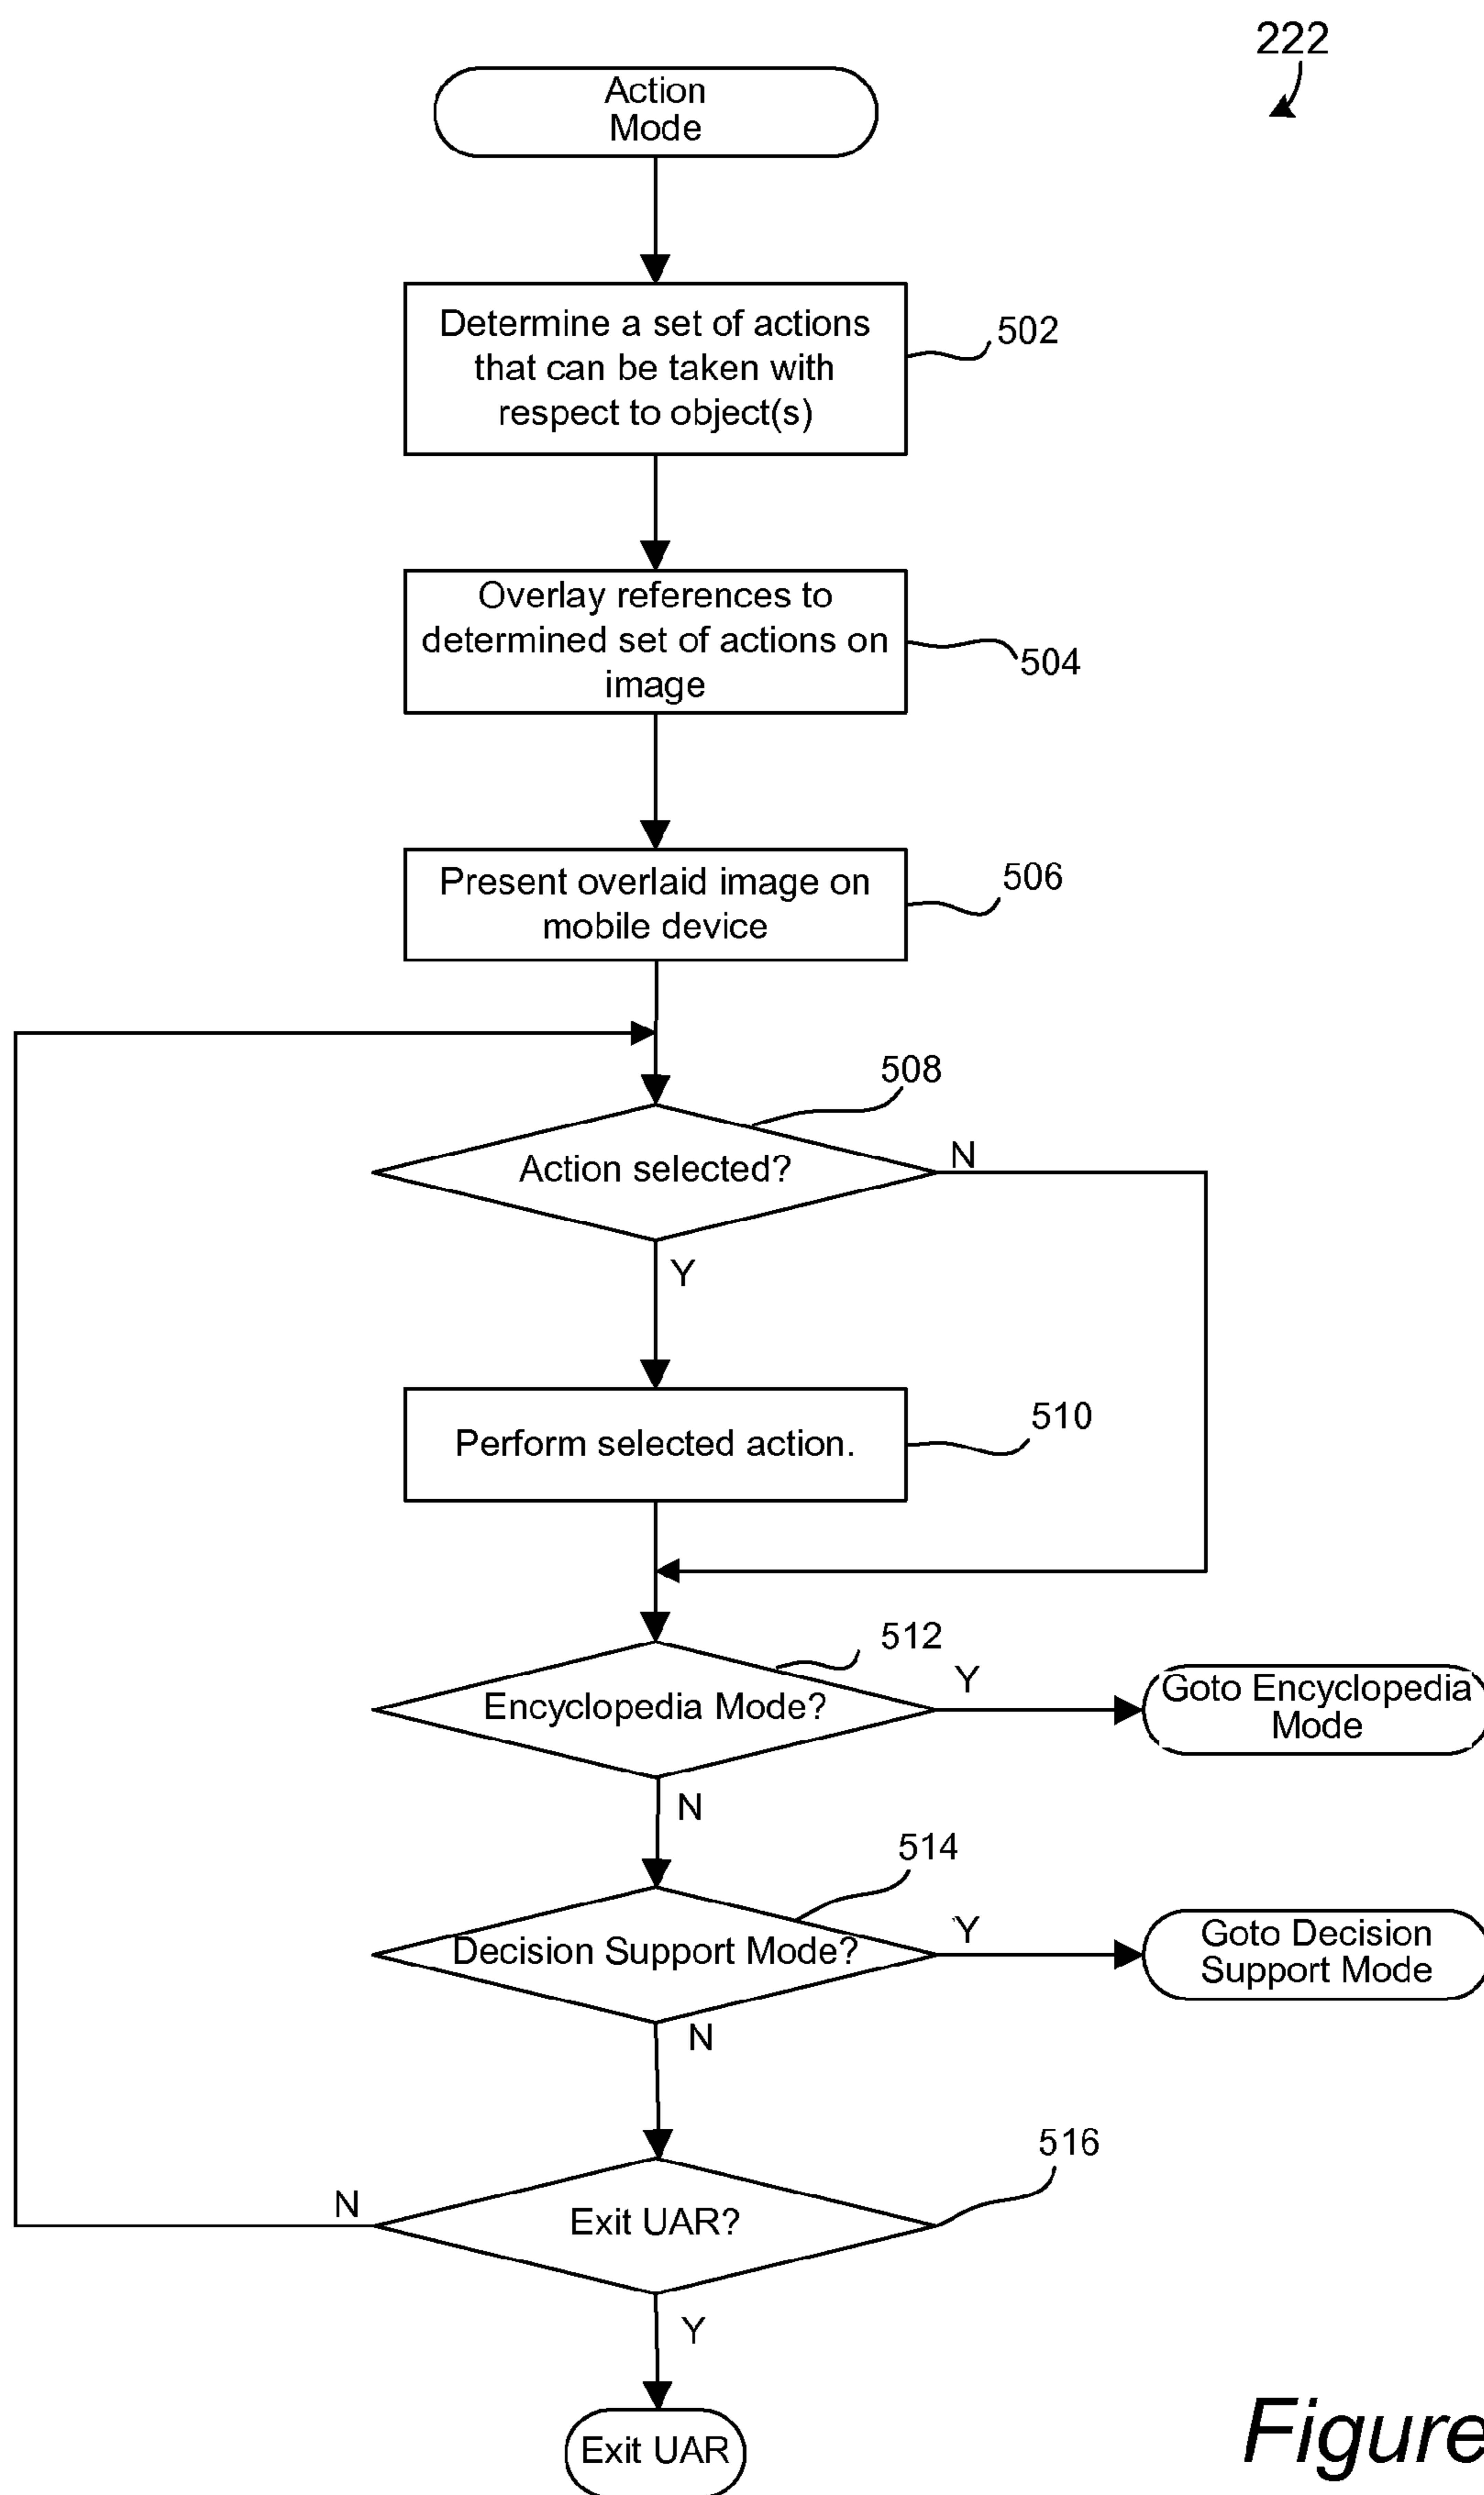 222
Action
Mode
Determine a set of actions
that can be taken with
respect to object(s)
502
Overlay references to
determined set of actions on
image
504
Present overlaid image on
mobile device
506
508
Action selected?
N
Y
Perform selected action.
510
512
Encyclopedia Mode?
Y
Goto Encyclopedia
Mode
N
514
Decision Support Mode?
Y
Goto Decision
Support Mode
N
516
Exit UAR?
N
Y
Exit UAR
Figure